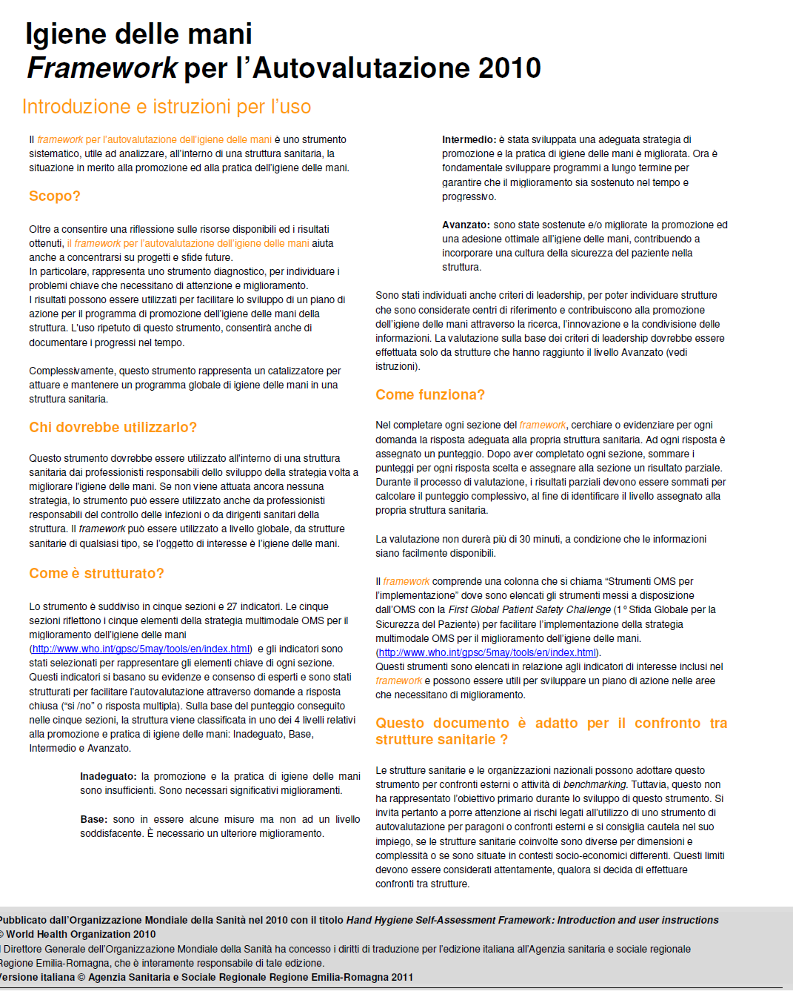 Igiene delle mani
Framework per l’Autovalutazione 2010
Introduzione e istruzioni per l’uso
Il framework per l’autovalutazione dell’igiene delle mani è uno strumento
sistematico, utile ad analizzare, all’interno di una struttura sanitaria, la
situazione in merito alla promozione ed alla pratica dell’igiene delle mani.
Scopo?
Oltre a consentire una riflessione sulle risorse disponibili ed i risultati
ottenuti, il framework per l’autovalutazione dell’igiene delle mani aiuta
anche a concentrarsi su progetti e sfide future.
In particolare, rappresenta uno strumento diagnostico, per individuare i
problemi chiave che necessitano di attenzione e miglioramento.
I risultati possono essere utilizzati per facilitare lo sviluppo di un piano di
azione per il programma di promozione dell’igiene delle mani della
struttura. L’uso ripetuto di questo strumento, consentirà anche di
documentare i progressi nel tempo.
Complessivamente, questo strumento rappresenta un catalizzatore per
attuare e mantenere un programma globale di igiene delle mani in una
struttura sanitaria.
Chi dovrebbe utilizzarlo?
Questo strumento dovrebbe essere utilizzato all'interno di una struttura
sanitaria dai professionisti responsabili dello sviluppo della strategia volta a
migliorare l'igiene delle mani. Se non viene attuata ancora nessuna
strategia, lo strumento può essere utilizzato anche da professionisti
responsabili del controllo delle infezioni o da dirigenti sanitari della
struttura. Il framework può essere utilizzato a livello globale, da strutture
sanitarie di qualsiasi tipo, se l’oggetto di interesse è l’igiene delle mani.
Come è strutturato?
Lo strumento è suddiviso in cinque sezioni e 27 indicatori. Le cinque
sezioni riflettono i cinque elementi della strategia multimodale OMS per il
miglioramento dell’igiene delle mani
(http://www.who.int/gpsc/5may/tools/en/index.html) e gli indicatori sono
stati selezionati per rappresentare gli elementi chiave di ogni sezione.
Questi indicatori si basano su evidenze e consenso di esperti e sono stati
strutturati per facilitare l’autovalutazione attraverso domande a risposta
chiusa (“si /no” o risposta multipla). Sulla base del punteggio conseguito
nelle cinque sezioni, la struttura viene classificata in uno dei 4 livelli relativi
alla promozione e pratica di igiene delle mani: Inadeguato, Base,
Intermedio e Avanzato.
Inadeguato: la promozione e la pratica di igiene delle mani
sono insufficienti. Sono necessari significativi miglioramenti.
Base: sono in essere alcune misure ma non ad un livello
soddisfacente. È necessario un ulteriore miglioramento.
Intermedio: è stata sviluppata una adeguata strategia di
promozione e la pratica di igiene delle mani è migliorata. Ora è
fondamentale sviluppare programmi a lungo termine per
garantire che il miglioramento sia sostenuto nel tempo e
progressivo.
Avanzato: sono state sostenute e/o migliorate la promozione ed
una adesione ottimale all’igiene delle mani, contribuendo a
incorporare una cultura della sicurezza del paziente nella
struttura.
Sono stati individuati anche criteri di leadership, per poter individuare strutture
che sono considerate centri di riferimento e contribuiscono alla promozione
dell’igiene delle mani attraverso la ricerca, l’innovazione e la condivisione delle
informazioni. La valutazione sulla base dei criteri di leadership dovrebbe essere
effettuata solo da strutture che hanno raggiunto il livello Avanzato (vedi
istruzioni).
Come funziona?
Nel completare ogni sezione del framework, cerchiare o evidenziare per ogni
domanda la risposta adeguata alla propria struttura sanitaria. Ad ogni risposta è
assegnato un punteggio. Dopo aver completato ogni sezione, sommare i
punteggi per ogni risposta scelta e assegnare alla sezione un risultato parziale.
Durante il processo di valutazione, i risultati parziali devono essere sommati per
calcolare il punteggio complessivo, al fine di identificare il livello assegnato alla
propria struttura sanitaria.
La valutazione non durerà più di 30 minuti, a condizione che le informazioni
siano facilmente disponibili.
Il framework comprende una colonna che si chiama “Strumenti OMS per
l’implementazione” dove sono elencati gli strumenti messi a disposizione
dall’OMS con la First Global Patient Safety Challenge (1° Sfida Globale per la
Sicurezza del Paziente) per facilitare l’implementazione della strategia
multimodale OMS per il miglioramento dell’igiene delle mani.
(http://www.who.int/gpsc/5may/tools/en/index.html).
Questi strumenti sono elencati in relazione agli indicatori di interesse inclusi nel
framework e possono essere utili per sviluppare un piano di azione nelle aree
che necessitano di miglioramento.
Questo documento è adatto per il confronto tra
strutture sanitarie ?
Le strutture sanitarie e le organizzazioni nazionali possono adottare questo
strumento per confronti esterni o attività di benchmarking. Tuttavia, questo non
ha rappresentato l’obiettivo primario durante lo sviluppo di questo strumento. Si
invita pertanto a porre attenzione ai rischi legati all’utilizzo di uno strumento di
autovalutazione per paragoni o confronti esterni e si consiglia cautela nel suo
impiego, se le strutture sanitarie coinvolte sono diverse per dimensioni e
complessità o se sono situate in contesti socio-economici differenti. Questi limiti
devono essere considerati attentamente, qualora si decida di effettuare
confronti tra strutture.
Pubblicato dall’Organizzazione Mondiale della Sanità nel 2010 con il titolo Hand Hygiene Self-Assessment Framework: Introduction and user instructions
© World Health Organization 2010
l Direttore Generale dell’Organizzazione Mondiale della Sanità ha concesso i diritti di traduzione per l’edizione italiana all’Agenzia sanitaria e sociale regionale
Regione Emilia-Romagna, che è interamente responsabile di tale edizione.
Versione italiana © Agenzia Sanitaria e Sociale Regionale Regione Emilia-Romagna 2011